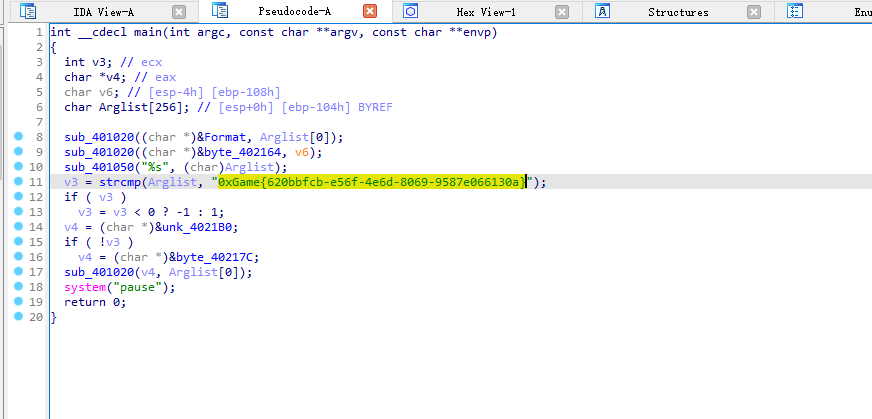 IDA View-A Pseudocode-A Hex View-1 Structures Enu
1 int __cdecl main(int argc, const char **argv, const char **envp)
2 {
3 int v3; // ecx
4 char *v4; // eax
5 char v6; // [esp-4h] [ebp-108h]
6 char Arglist[256]; // [esp+0h] [ebp-104h] BYREF
7
8 sub_401020((char *)&Format, Arglist[0]);
9 sub_401020((char *)&byte_402164, v6);
10 sub_401050("%s", (char)Arglist);
11 v3 = strcmp(Arglist, "0xGame{620bbfcb-e56f-4e6d-8069-9587e066130a}");
12 if ( v3 )
13 v3 = v3 < 0 ? -1 : 1;
14 v4 = (char *)&unk_4021B0;
15 if ( !v3 )
16 v4 = (char *)&byte_40217C;
17 sub_401020(v4, Arglist[0]);
18 system("pause");
19 return 0;
20 }